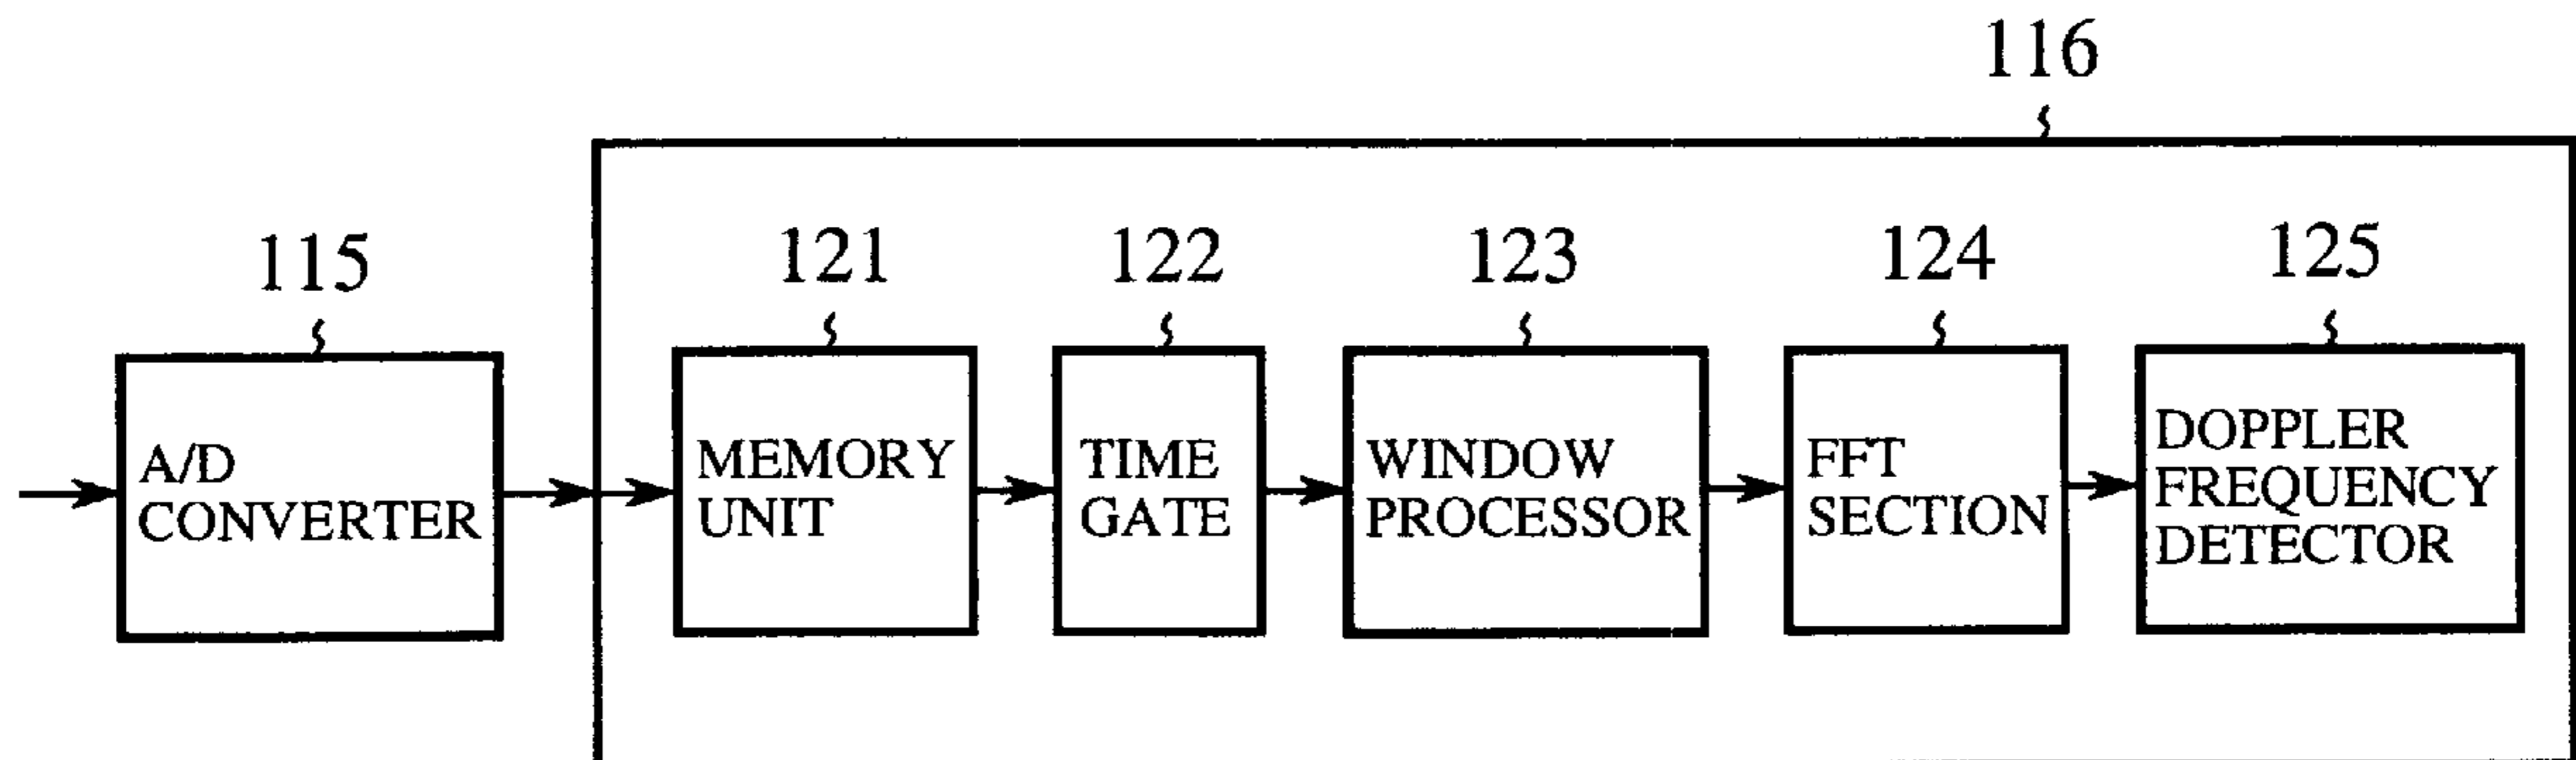 116
115
121
122
123
124
125
A/D
CONVERTER
MEMORY
UNIT
TIME
GATE
WINDOW
PROCESSOR
FFT
SECTION
DOPPLER
FREQUENCY
DETECTOR